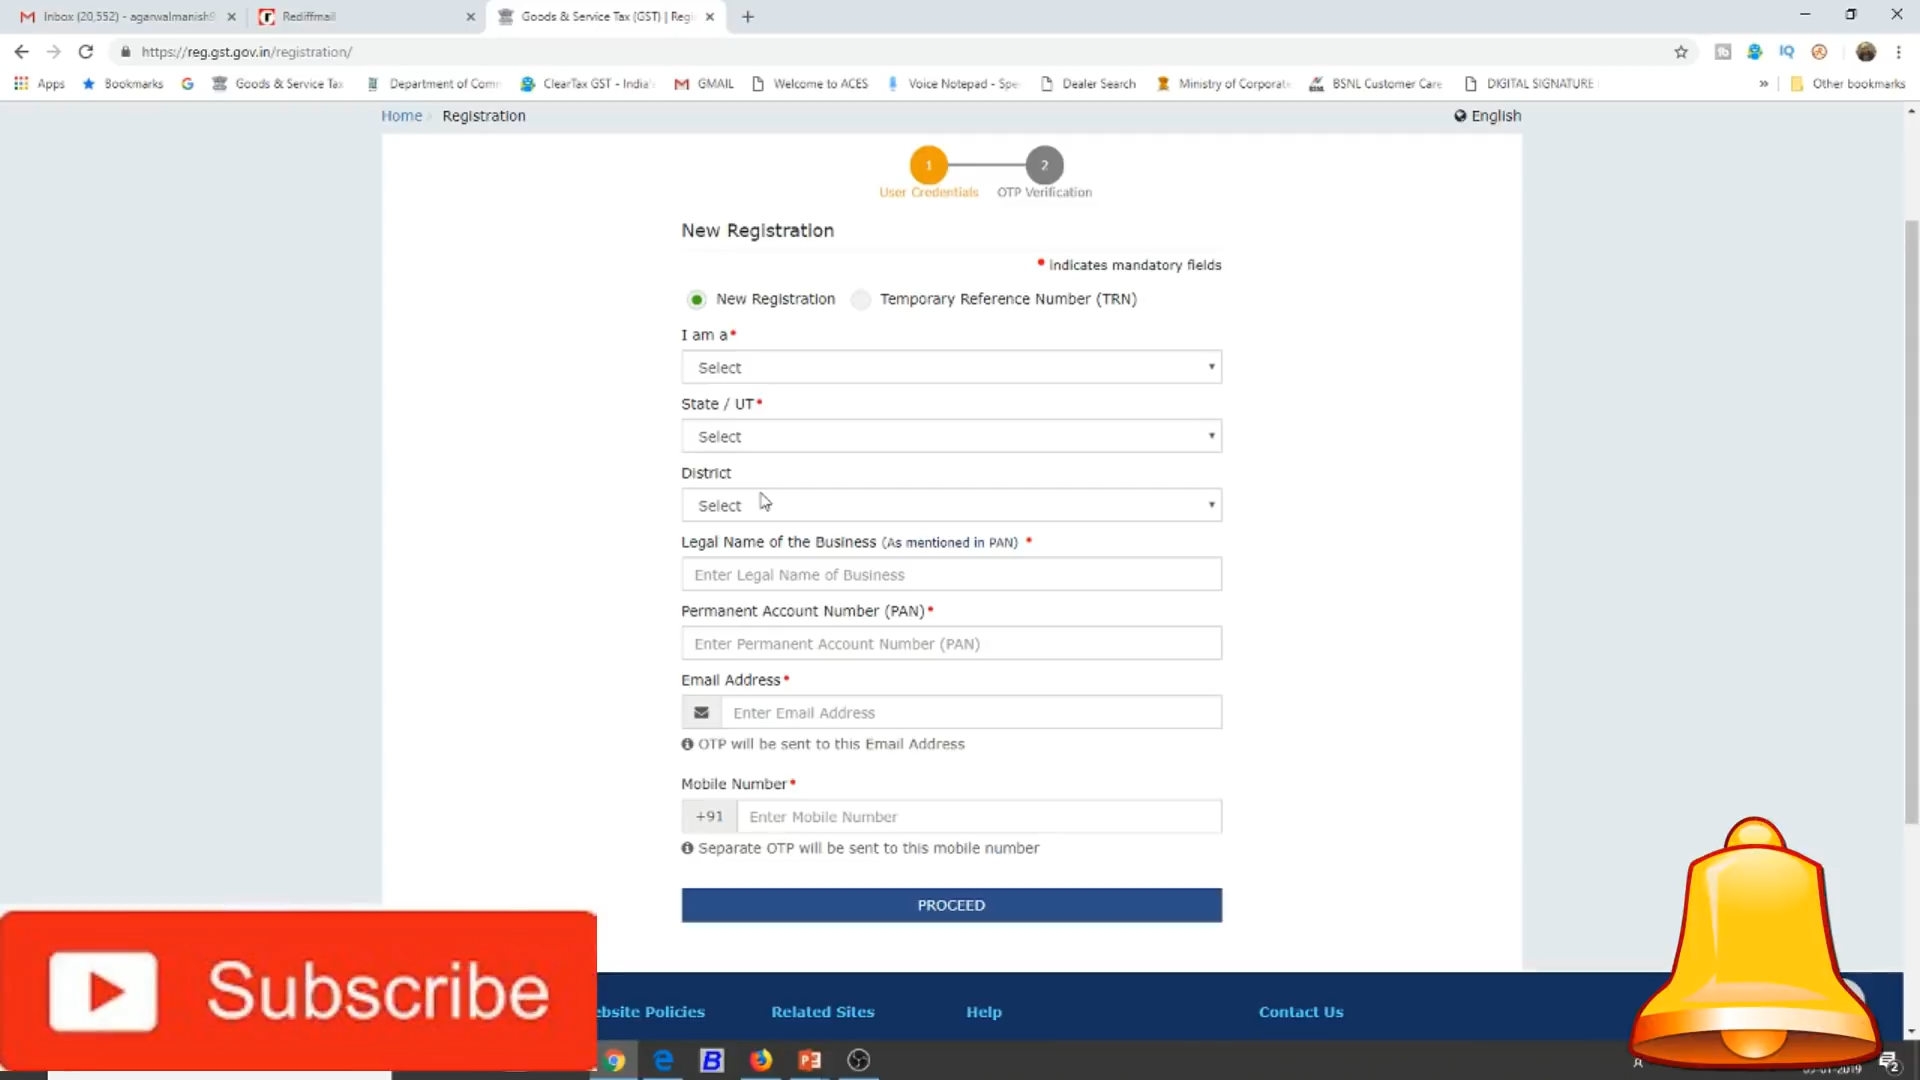 Inbox (20,552) - agarwalmanish9
Rediffmail
Goods & Service Tax (GST) | Regi
https://reg.gst.gov.in/registration/
Apps
Bookmarks
Goods & Service Tax
Department of Comm
ClearTax GST - India'
GMAIL
Welcome to ACES
Voice Notepad - Spe
Dealer Search
Ministry of Corporat
BSNL Customer Care
DIGITAL SIGNATURE
»
Other bookmarks
Home
Registration
English
1
2
User Credentials
OTP Verification
New Registration
• indicates mandatory fields
New Registration
Temporary Reference Number (TRN)
I am a•
Select
State / UT•
Select
District
Select
Legal Name of the Business (As mentioned in PAN) •
Enter Legal Name of Business
Permanent Account Number (PAN)•
Enter Permanent Account Number (PAN)
Email Address•
Enter Email Address
OTP will be sent to this Email Address
Mobile Number•
+91
Enter Mobile Number
Separate OTP will be sent to this mobile number
PROCEED
Subscribe
ebsite Policies
Related Sites
Help
Contact Us